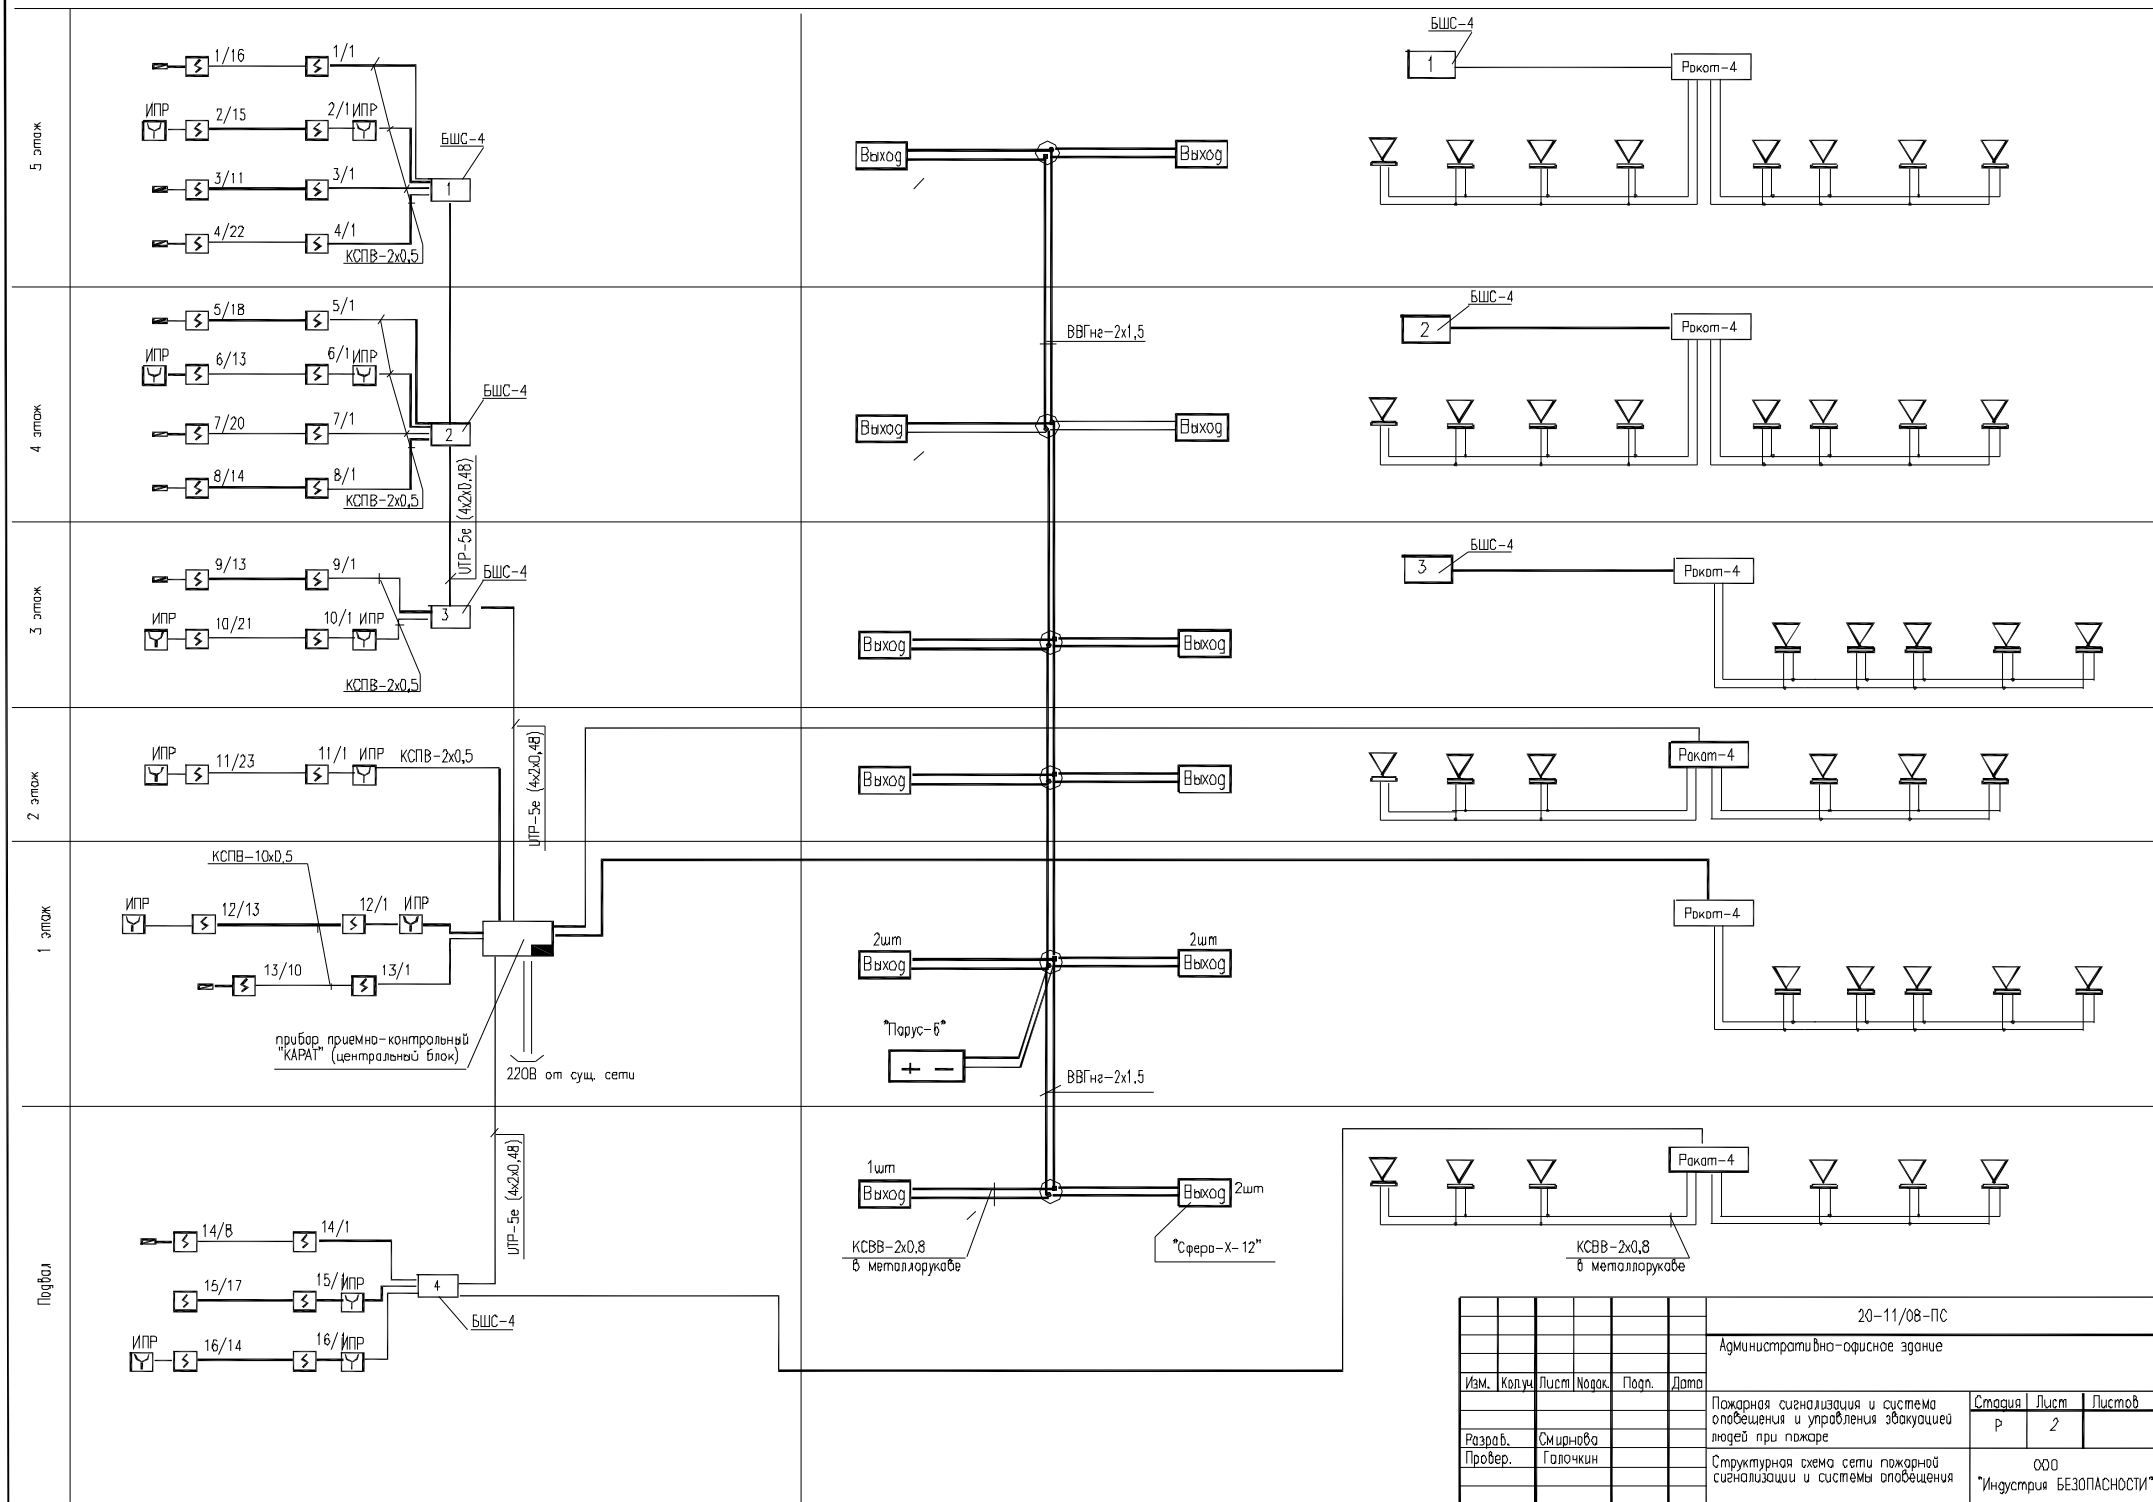 5 этаж
1/16
1/1
ИПР
2/15
2/1 ИПР
3/11
3/1
4/22
4/1
БШС-4
1
КСПВ-2х0,5
Выход
Выход
БШС-4
1
Рокот-4
4 этаж
5/18
5/1
ИПР
6/13
6/1 ИПР
7/20
7/1
8/14
8/1
БШС-4
2
КСПВ-2х0,5
UTP-5e (4x2x0,48)
ВВГнг-2х1,5
Выход
Выход
БШС-4
2
Рокот-4
3 этаж
9/13
9/1
ИПР
10/21
10/1 ИПР
БШС-4
3
КСПВ-2х0,5
Выход
Выход
БШС-4
3
Рокот-4
2 этаж
ИПР
11/23
11/1 ИПР
КСПВ-2х0,5
UTP-5e (4x2x0,48)
Выход
Выход
Рокот-4
1 этаж
КСПВ-10х0,5
ИПР
12/13
12/1 ИПР
13/10
13/1
прибор приемно-контрольный
"КАРАТ" (центральный блок)
220В от сущ. сети
2шт
Выход
2шт
Выход
"Парус-6"
+ −
ВВГнг-2х1,5
Рокот-4
Подвал
UTP-5e (4x2x0,48)
14/8
14/1
15/17
15/1 ИПР
ИПР
16/14
16/1 ИПР
4
БШС-4
1шт
Выход
Выход 2шт
КСВВ-2х0,8
в металлорукаве
"Сфера-Х-12"
Рокот-4
КСВВ-2х0,8
в металлорукаве
20-11/08-ПС
Административно-офисное здание
Изм. Кол.уч Лист №док. Подп. Дата
Пожарная сигнализация и система
оповещения и управления эвакуацией
людей при пожаре
Стадия Лист Листов
Р 2
Разраб. Смирнова
Провер. Галочкин
Структурная схема сети пожарной
сигнализации и системы оповещения
ООО
"Индустрия БЕЗОПАСНОСТИ"